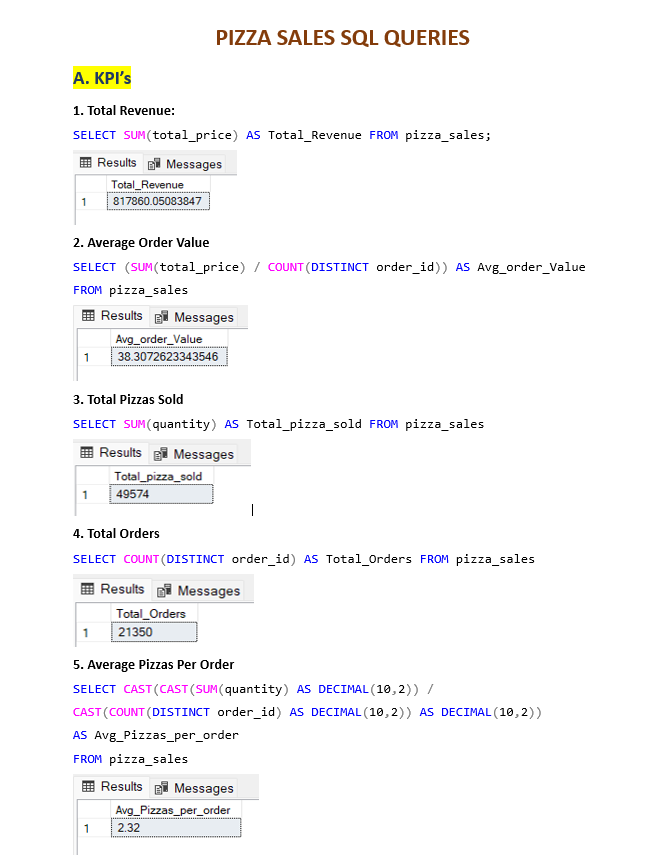 PIZZA SALES SQL QUERIES
A. KPI’s
1. Total Revenue:
SELECT SUM(total_price) AS Total_Revenue FROM pizza_sales;
Results Messages
Total_Revenue
1 817860.05083847
2. Average Order Value
SELECT (SUM(total_price) / COUNT(DISTINCT order_id)) AS Avg_order_Value
FROM pizza_sales
Results Messages
Avg_order_Value
1 38.3072623343546
3. Total Pizzas Sold
SELECT SUM(quantity) AS Total_pizza_sold FROM pizza_sales
Results Messages
Total_pizza_sold
1 49574
4. Total Orders
SELECT COUNT(DISTINCT order_id) AS Total_Orders FROM pizza_sales
Results Messages
Total_Orders
1 21350
5. Average Pizzas Per Order
SELECT CAST(CAST(SUM(quantity) AS DECIMAL(10,2)) /
CAST(COUNT(DISTINCT order_id) AS DECIMAL(10,2)) AS DECIMAL(10,2))
AS Avg_Pizzas_per_order
FROM pizza_sales
Results Messages
Avg_Pizzas_per_order
1 2.32